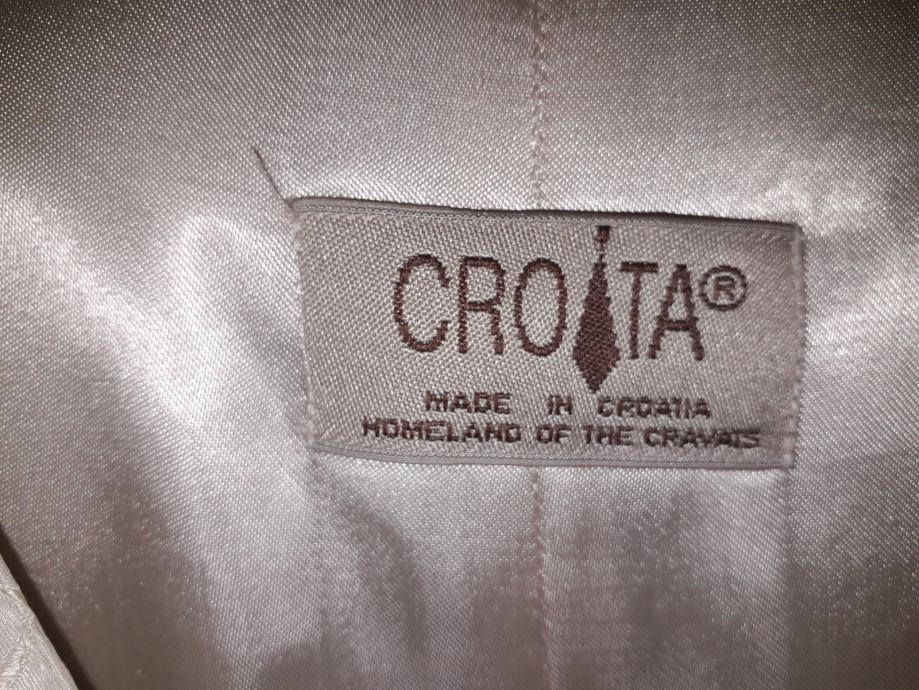 CROATA®
MADE IN CROATIA
HOMELAND OF THE CRAVATS